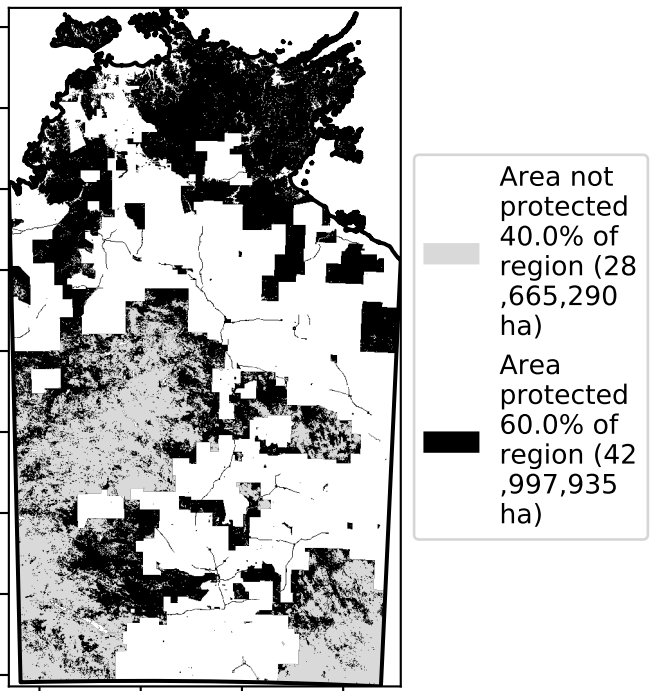 Area not
protected
40.0% of
region (28
,665,290
ha)
Area
protected
60.0% of
region (42
,997,935
ha)